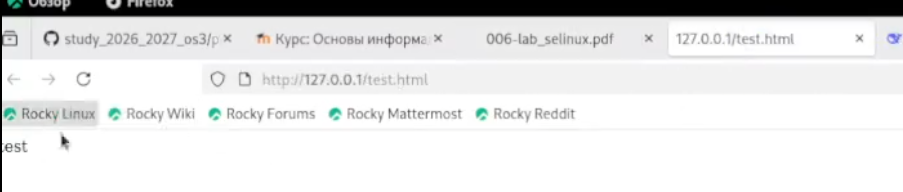 Обзор Firefox
study_2026_2027_os3/p × Курс: Основы информа × 006-lab_selinux.pdf × 127.0.0.1/test.html ×
http://127.0.0.1/test.html
Rocky Linux Rocky Wiki Rocky Forums Rocky Mattermost Rocky Reddit
test